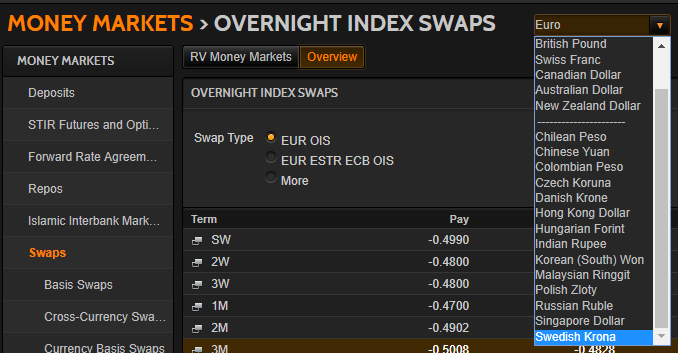 MONEY MARKETS › OVERNIGHT INDEX SWAPS
Euro
MONEY MARKETS
Deposits
STIR Futures and Opti...
Forward Rate Agreem...
Repos
Islamic Interbank Mark...
Swaps
Basis Swaps
Cross-Currency Swa...
Currency Basis Swaps
RV Money Markets
Overview
OVERNIGHT INDEX SWAPS
Swap Type
EUR OIS
EUR ESTR ECB OIS
More
Term Pay
SW -0.4990
2W -0.4800
3W -0.4800
1M -0.4700
2M -0.4902
3M -0.5008 -0.4828
British Pound
Swiss Franc
Canadian Dollar
Australian Dollar
New Zealand Dollar
----------------------
Chilean Peso
Chinese Yuan
Colombian Peso
Czech Koruna
Danish Krone
Hong Kong Dollar
Hungarian Forint
Indian Rupee
Korean (South) Won
Malaysian Ringgit
Polish Zloty
Russian Ruble
Singapore Dollar
Swedish Krona